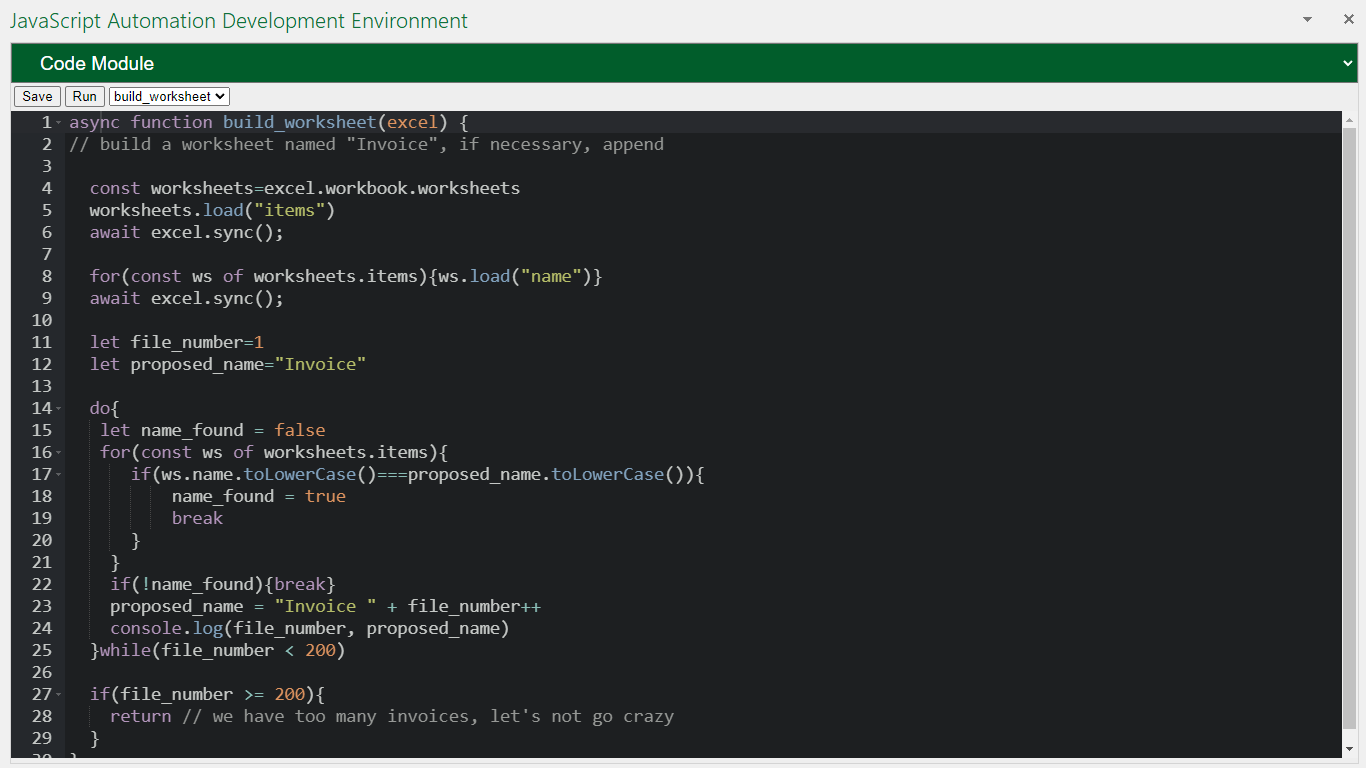 JavaScript Automation Development Environment
Code Module
Save Run build_worksheet
1 async function build_worksheet(excel) {
2 // build a worksheet named "Invoice", if necessary, append
3
4 const worksheets=excel.workbook.worksheets
5 worksheets.load("items")
6 await excel.sync();
7
8 for(const ws of worksheets.items){ws.load("name")}
9 await excel.sync();
10
11 let file_number=1
12 let proposed_name="Invoice"
13
14 do{
15 let name_found = false
16 for(const ws of worksheets.items){
17 if(ws.name.toLowerCase()===proposed_name.toLowerCase()){
18 name_found = true
19 break
20 }
21 }
22 if(!name_found){break}
23 proposed_name = "Invoice " + file_number++
24 console.log(file_number, proposed_name)
25 }while(file_number < 200)
26
27 if(file_number >= 200){
28 return // we have too many invoices, let's not go crazy
29 }